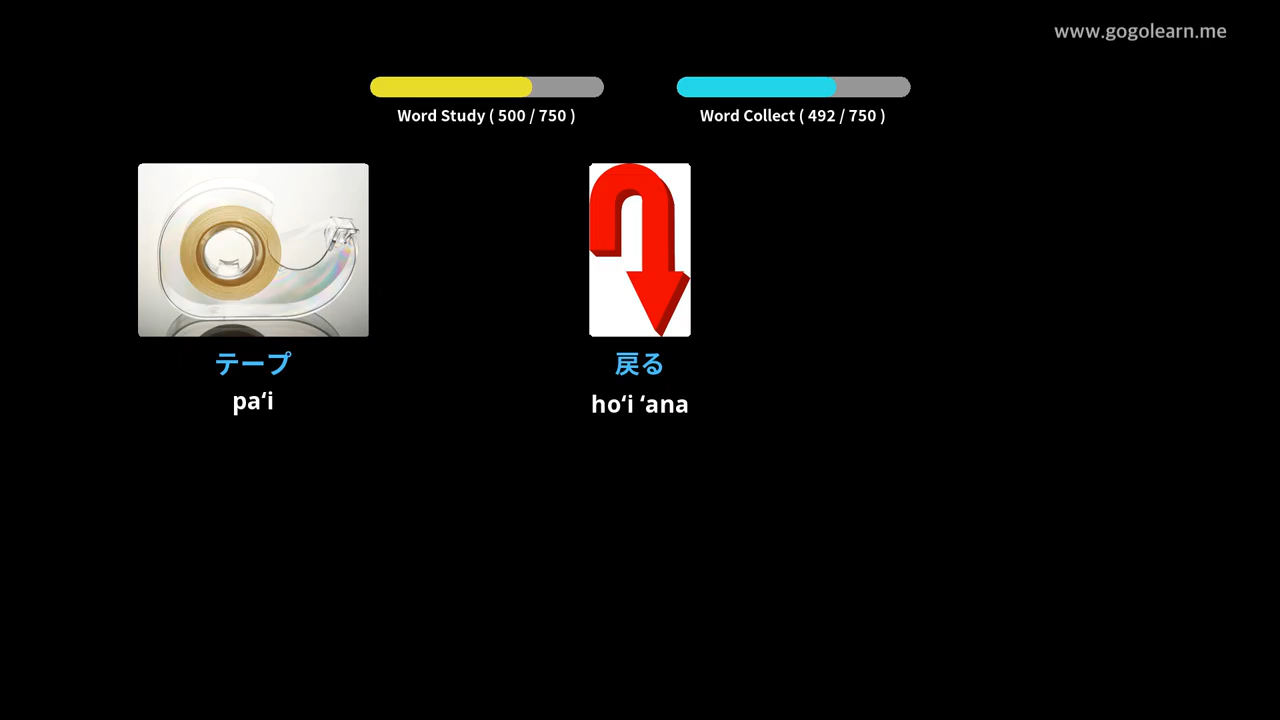 www.gogolearn.me
Word Study ( 500 / 750 )
Word Collect ( 492 / 750 )
テープ
paʻi
戻る
hoʻi ʻana